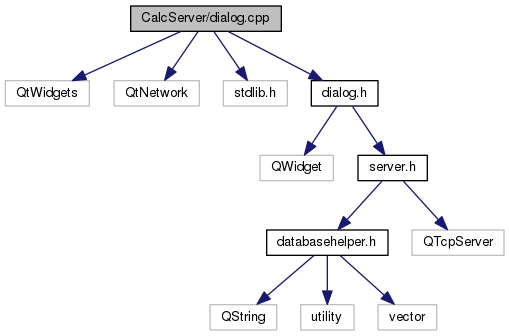 CalcServer/dialog.cpp
QtWidgets
QtNetwork
stdlib.h
dialog.h
QWidget
server.h
databasehelper.h
QTcpServer
QString
utility
vector